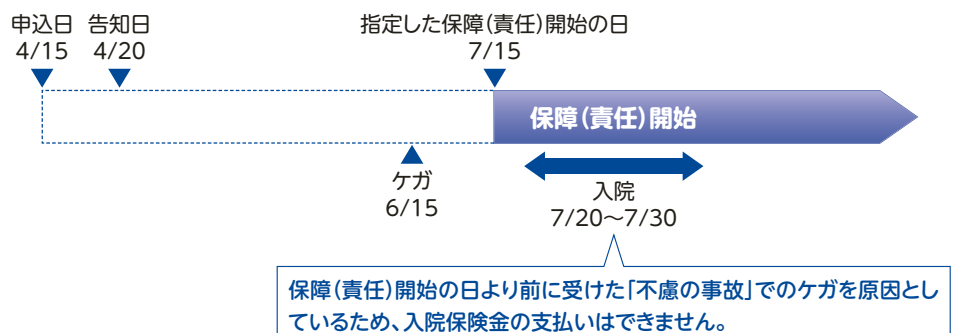 申込日 告知日
4/15 4/20
指定した保障(責任)開始の日
7/15
保障(責任)開始
ケガ
6/15
入院
7/20~7/30
保障(責任)開始の日より前に受けた「不慮の事故」でのケガを原因とし
ているため、入院保険金の支払いはできません。